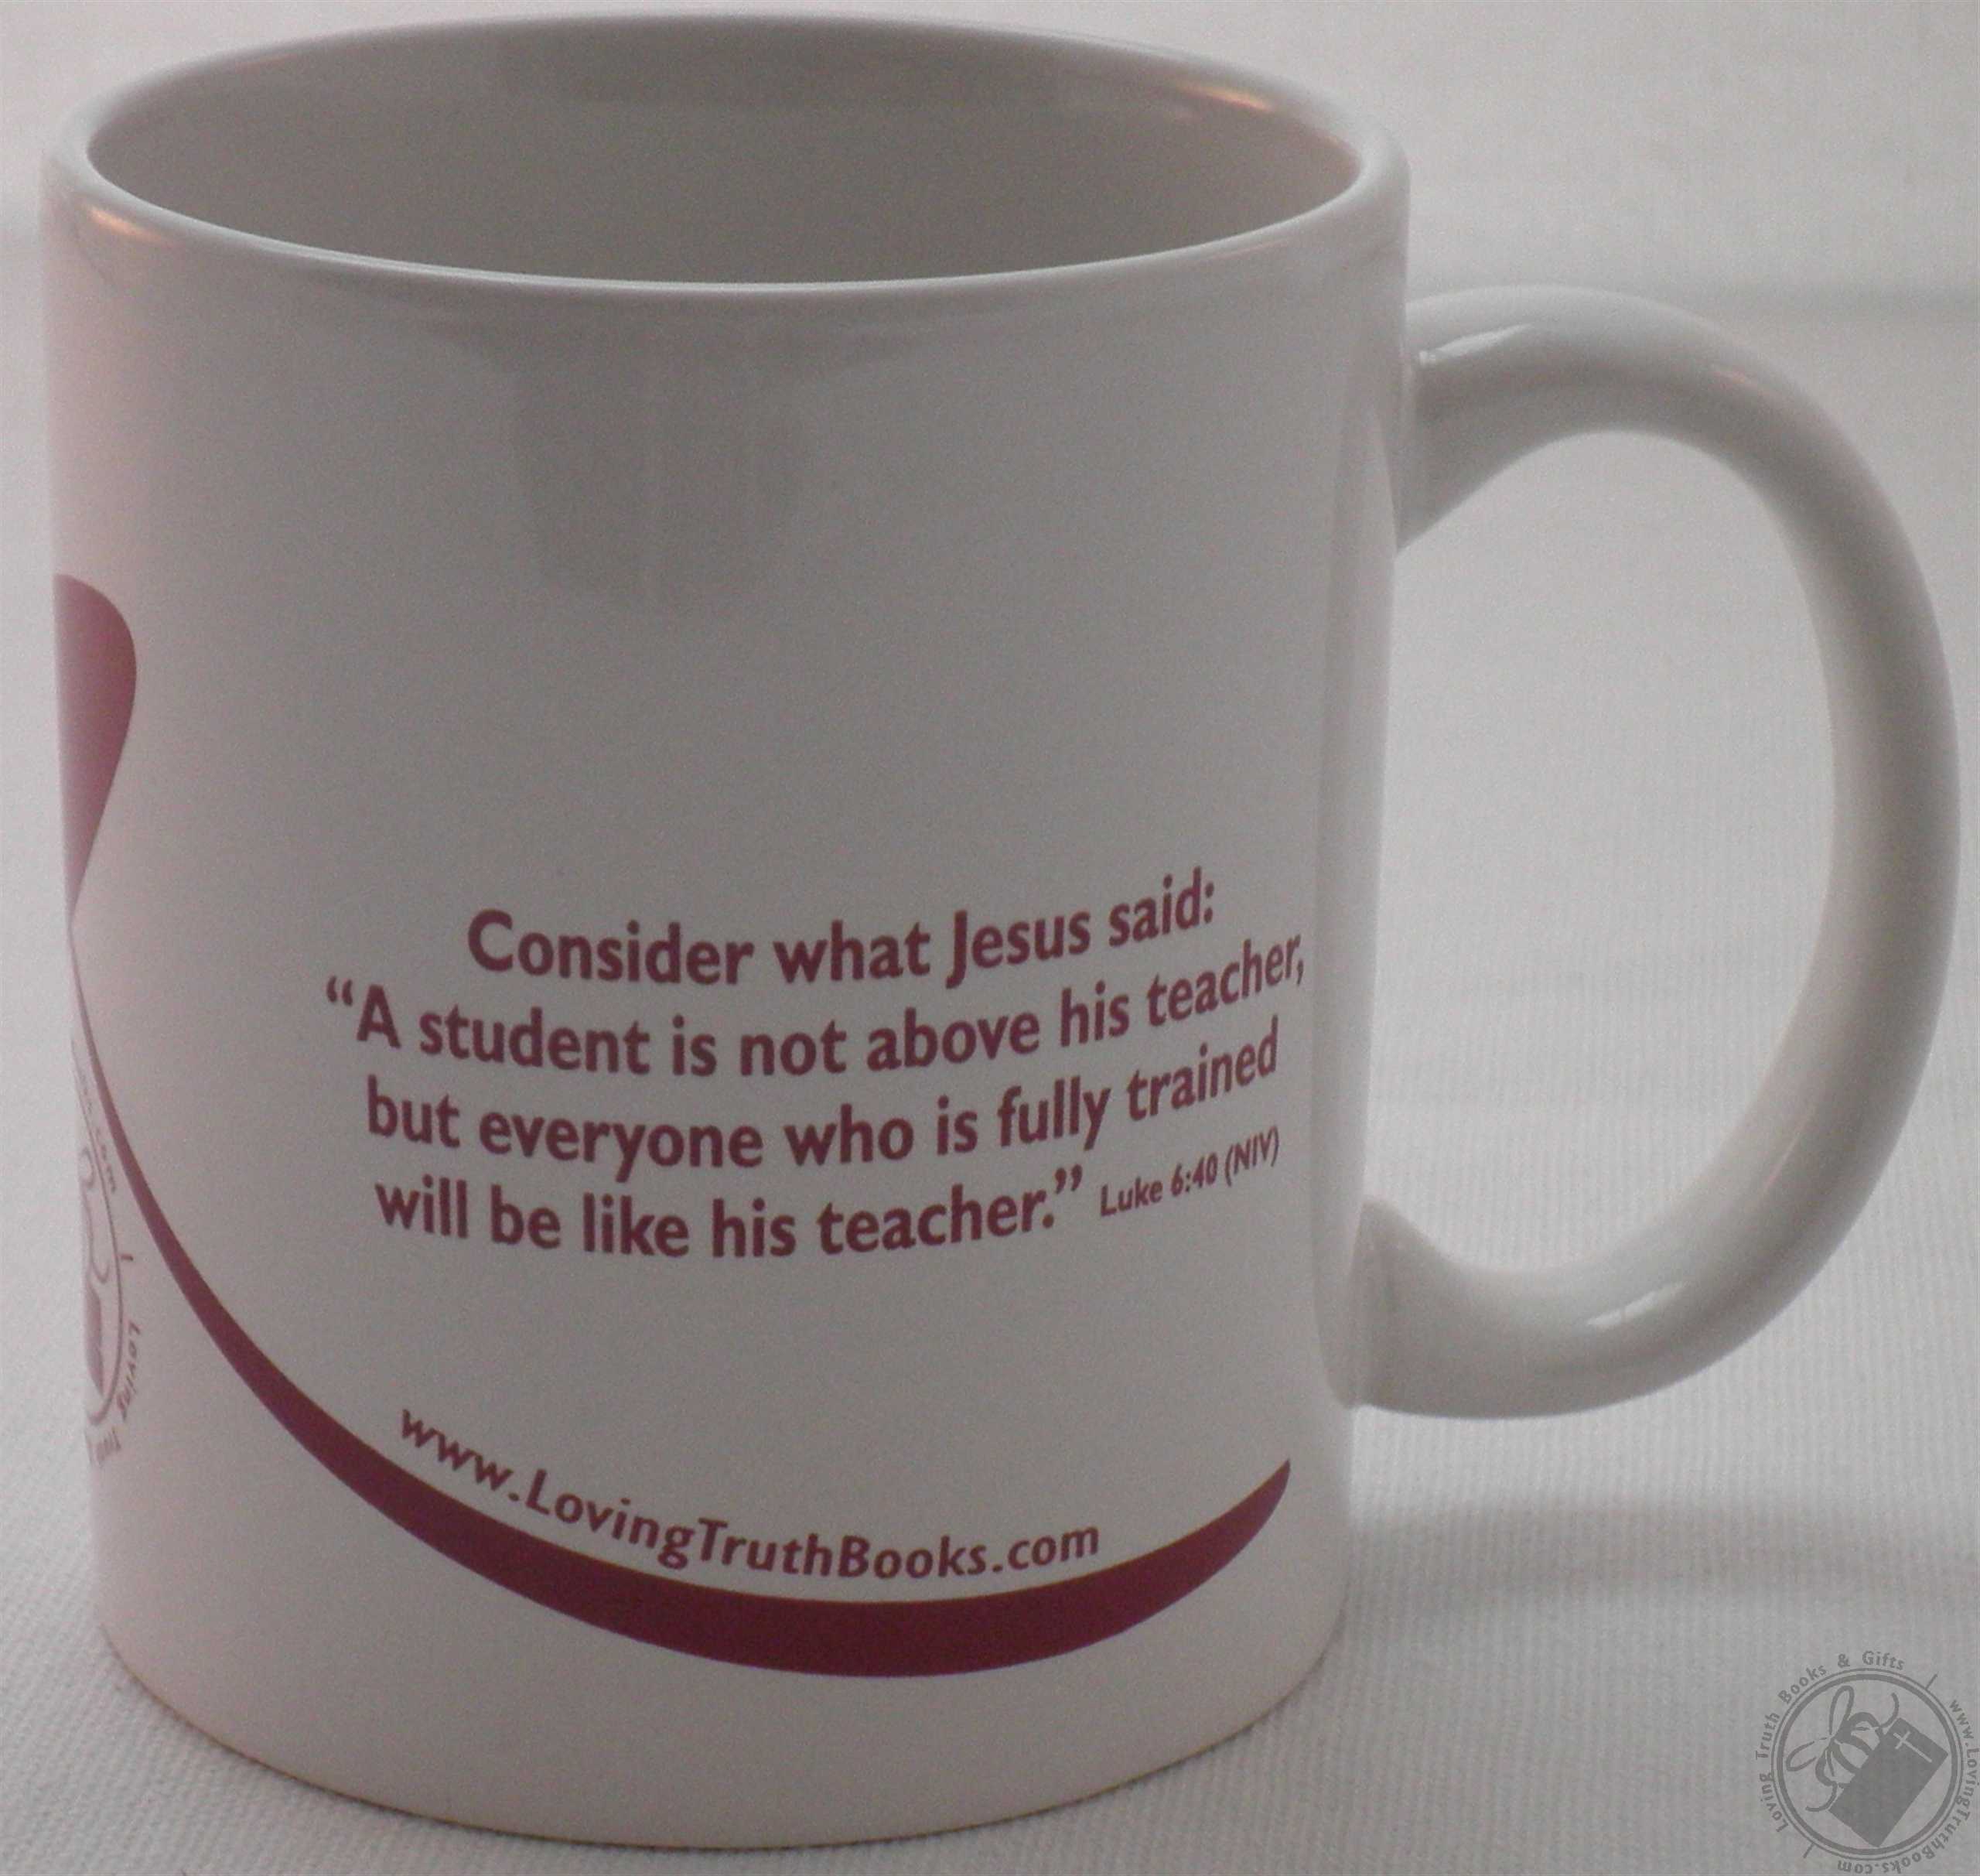 Consider what Jesus said:
“A student is not above his teacher,
but everyone who is fully trained
will be like his teacher.” Luke 6:40 (NIV)
www.LovingTruthBooks.com
Loving
Loving Truth Books & Gifts | www.LovingTruthBooks.com |